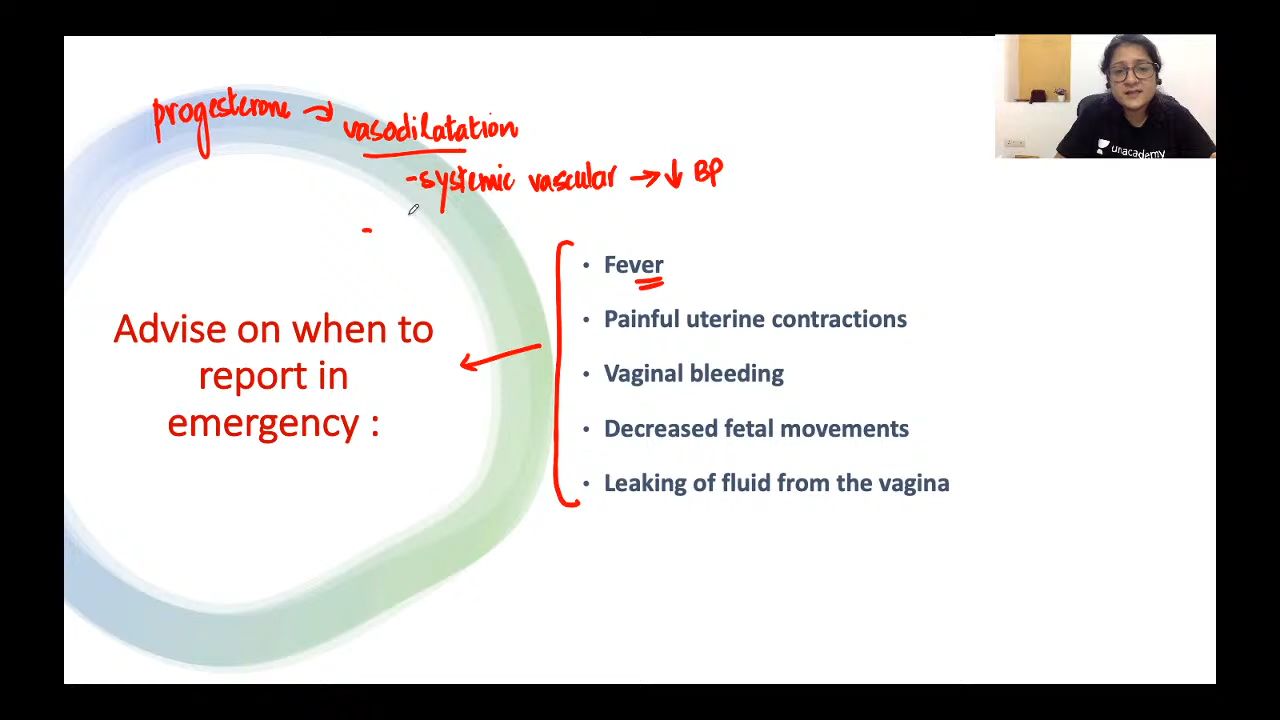 progesterone → vasodilatation
- systemic vascular → ↓ BP
-
Advise on when to
report in
emergency :
• Fever
• Painful uterine contractions
• Vaginal bleeding
• Decreased fetal movements
• Leaking of fluid from the vagina
unacademy